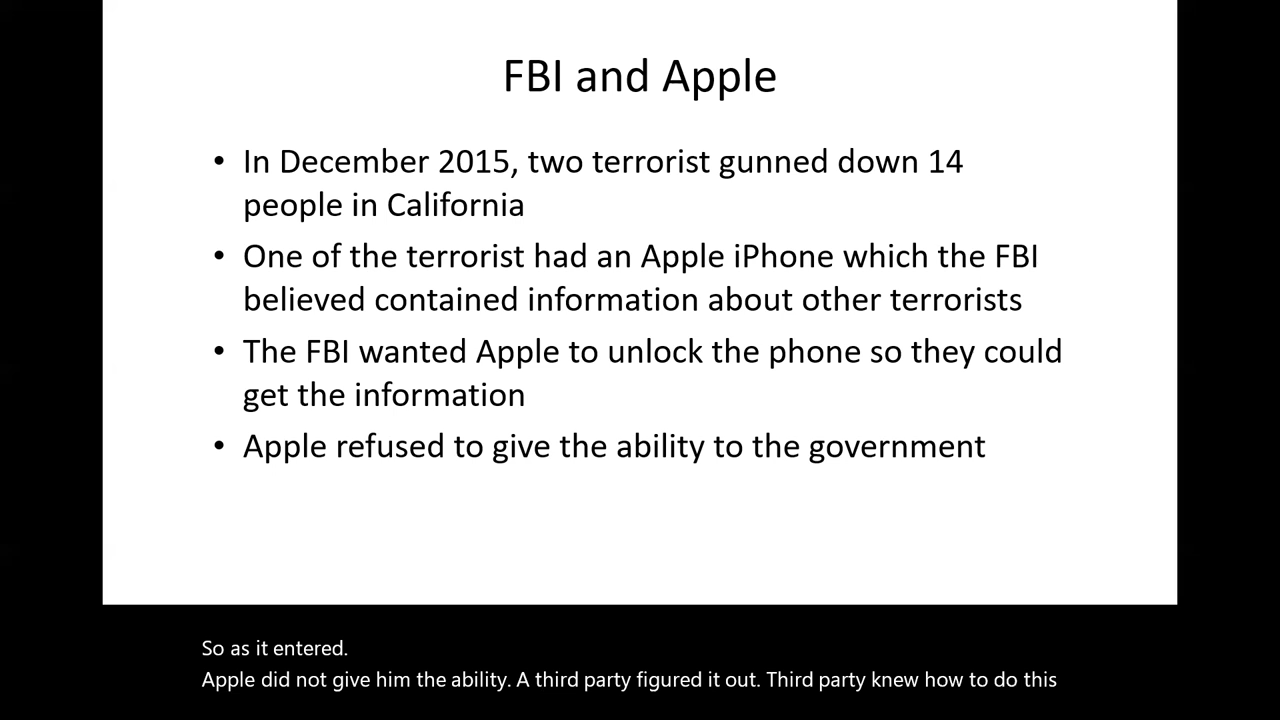 FBI and Apple
• In December 2015, two terrorist gunned down 14
people in California
• One of the terrorist had an Apple iPhone which the FBI
believed contained information about other terrorists
• The FBI wanted Apple to unlock the phone so they could
get the information
• Apple refused to give the ability to the government
So as it entered.
Apple did not give him the ability. A third party figured it out. Third party knew how to do this